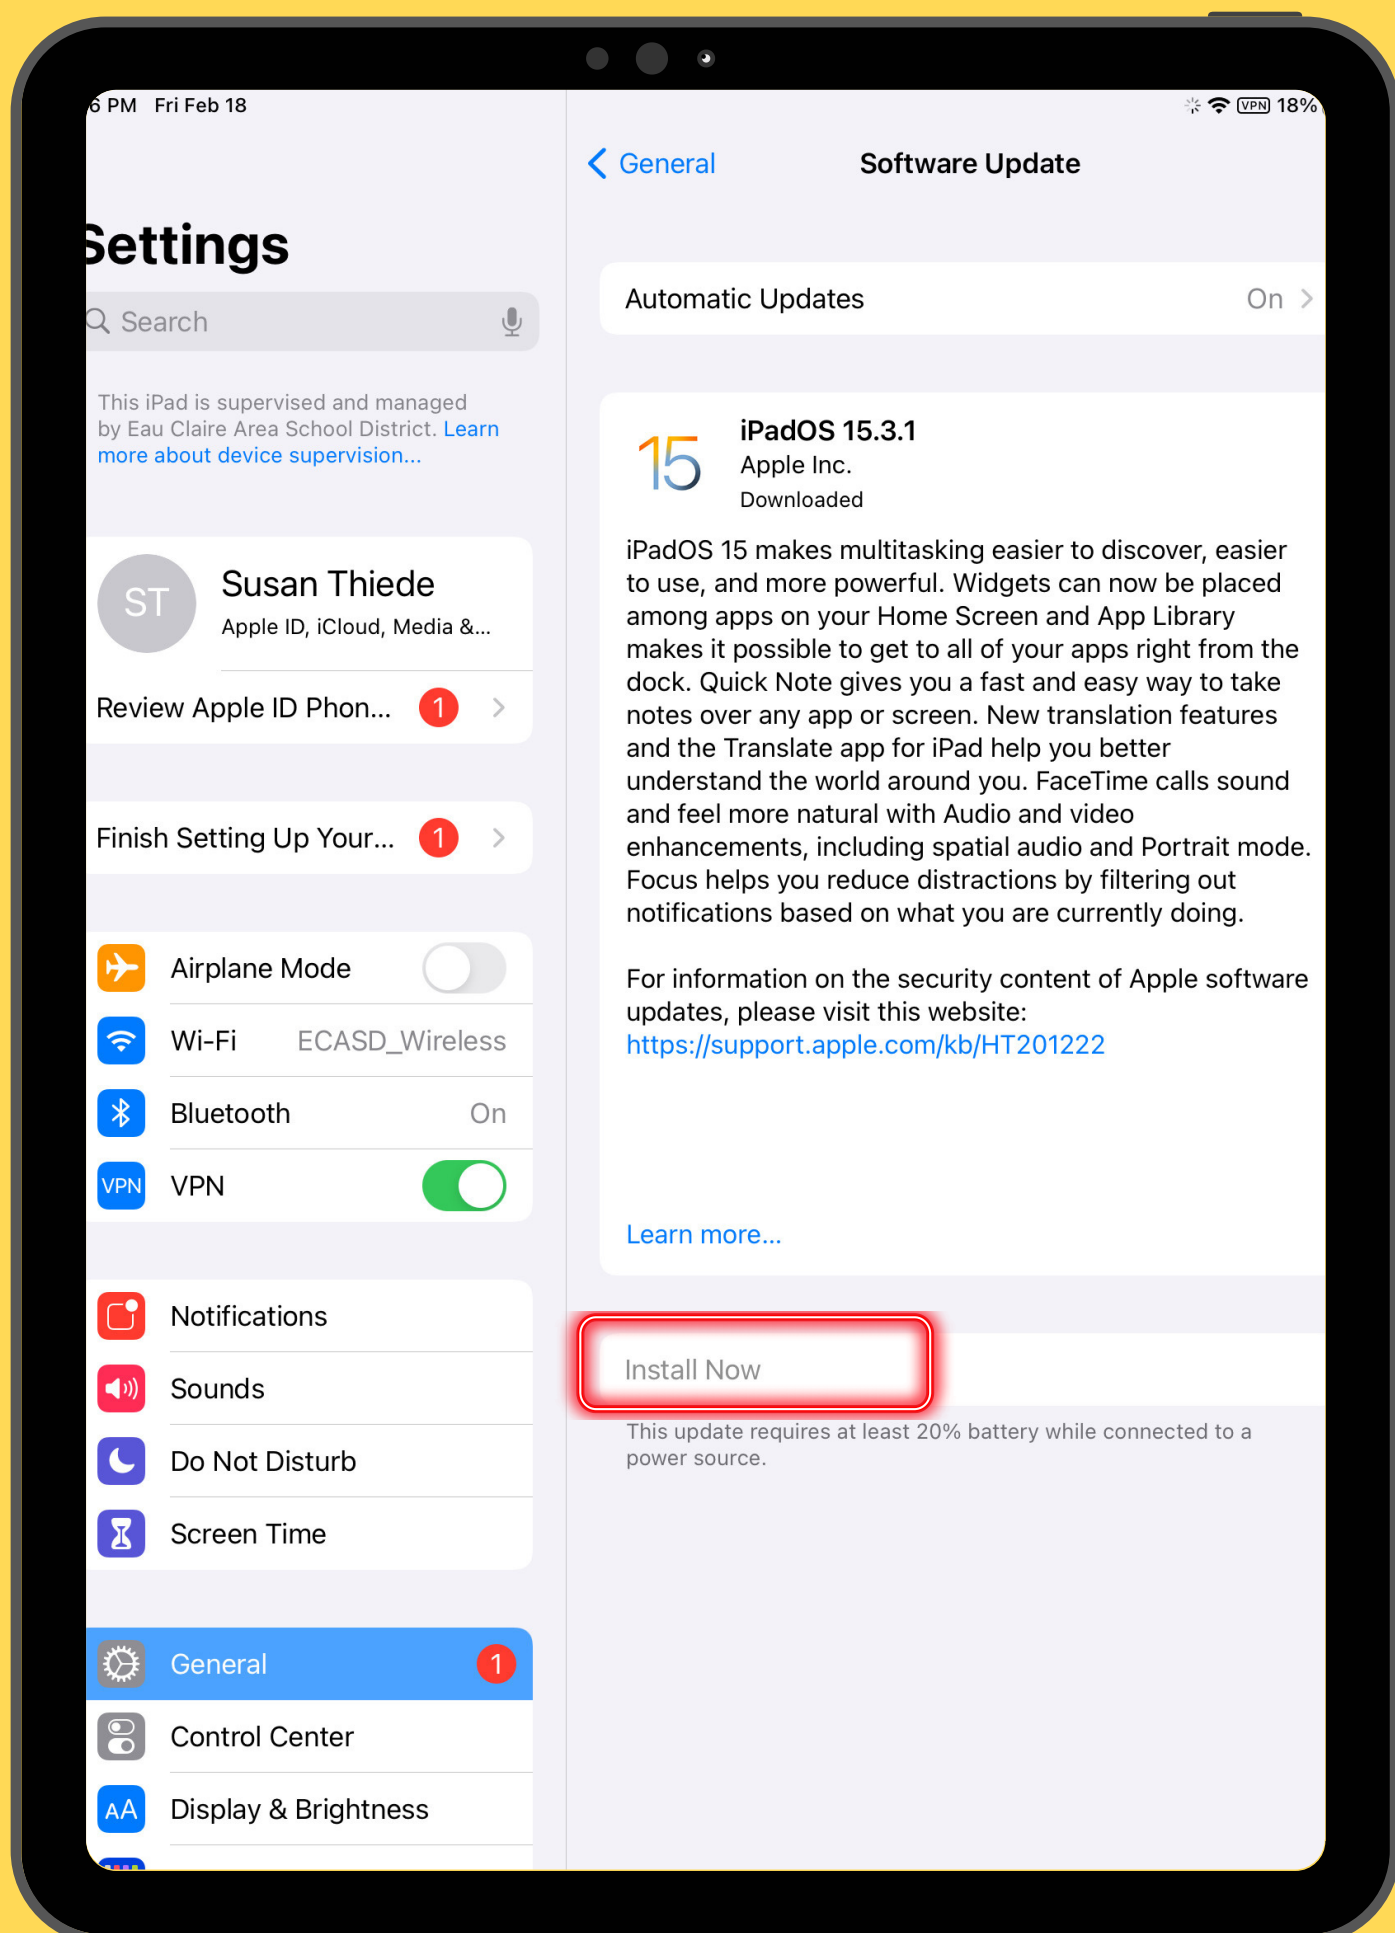 6 PM Fri Feb 18
VPN 18%
Settings
Search
This iPad is supervised and managed
by Eau Claire Area School District. Learn
more about device supervision...
ST
Susan Thiede
Apple ID, iCloud, Media &...
Review Apple ID Phon... 1
Finish Setting Up Your... 1
Airplane Mode
Wi-Fi ECASD_Wireless
Bluetooth On
VPN VPN
Notifications
Sounds
Do Not Disturb
Screen Time
General 1
Control Center
AA Display & Brightness
General
Software Update
Automatic Updates On
15
iPadOS 15.3.1
Apple Inc.
Downloaded
iPadOS 15 makes multitasking easier to discover, easier
to use, and more powerful. Widgets can now be placed
among apps on your Home Screen and App Library
makes it possible to get to all of your apps right from the
dock. Quick Note gives you a fast and easy way to take
notes over any app or screen. New translation features
and the Translate app for iPad help you better
understand the world around you. FaceTime calls sound
and feel more natural with Audio and video
enhancements, including spatial audio and Portrait mode.
Focus helps you reduce distractions by filtering out
notifications based on what you are currently doing.
For information on the security content of Apple software
updates, please visit this website:
https://support.apple.com/kb/HT201222
Learn more...
Install Now
This update requires at least 20% battery while connected to a
power source.